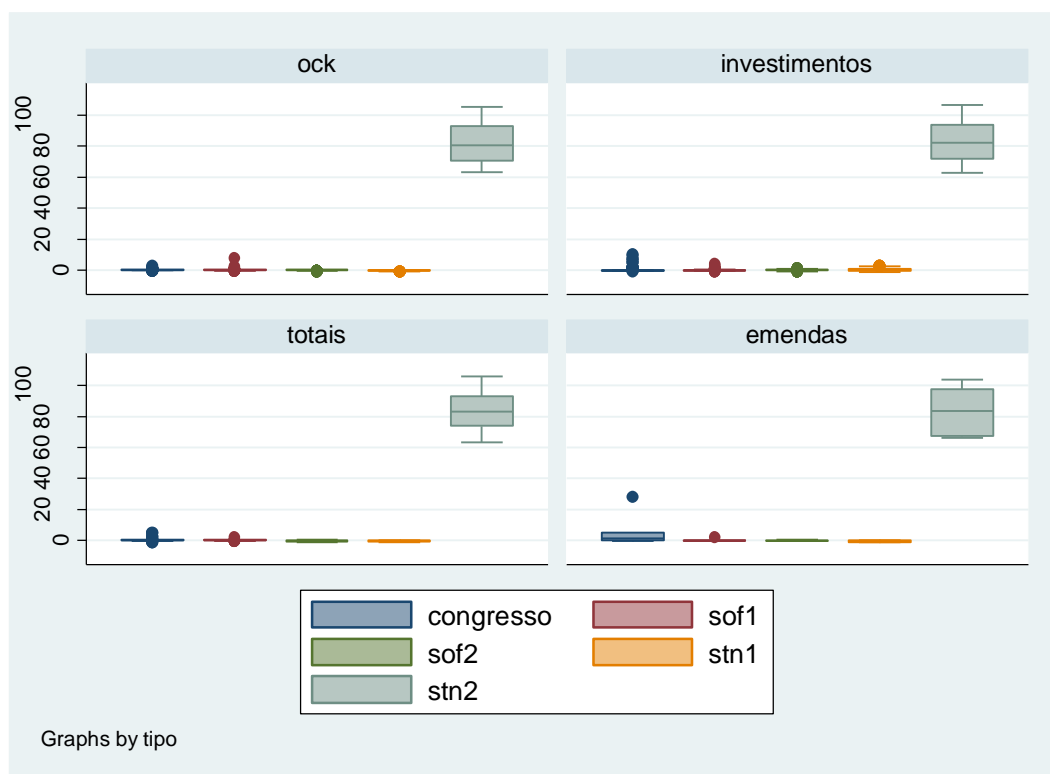 ock
investimentos
0 20 40 60 80 100
totais
emendas
0 20 40 60 80 100
congresso
sof1
sof2
stn1
stn2
Graphs by tipo